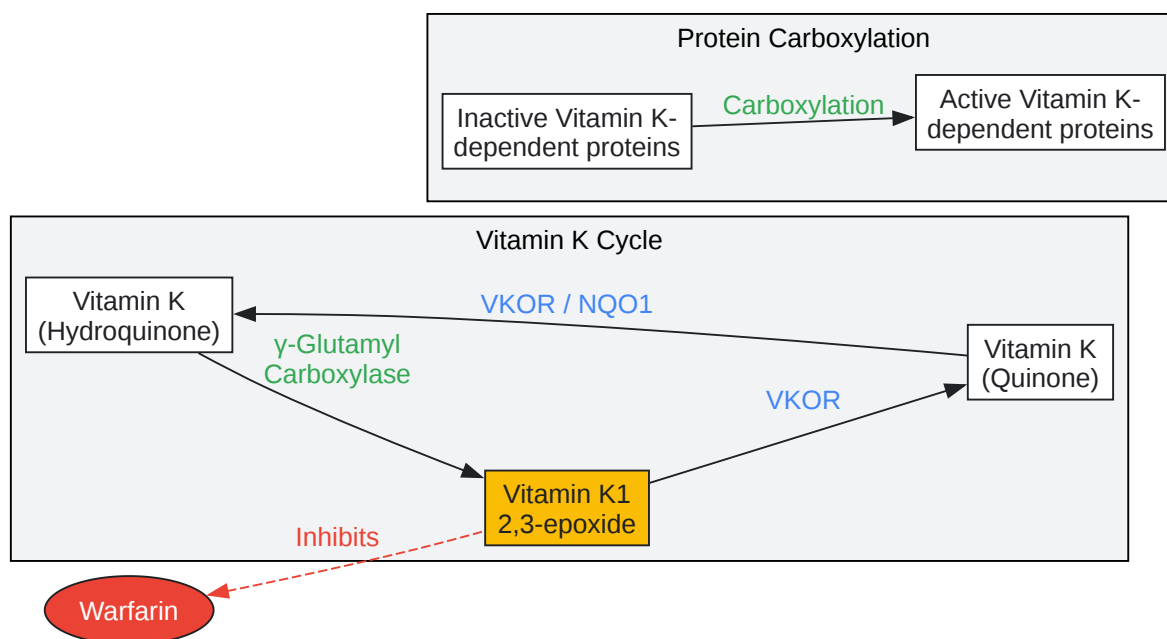 Protein Carboxylation
Inactive Vitamin K-
dependent proteins
Carboxylation
Active Vitamin K-
dependent proteins
Vitamin K Cycle
Vitamin K
(Hydroquinone)
VKOR / NQO1
γ-Glutamyl
Carboxylase
Vitamin K
(Quinone)
VKOR
Vitamin K1
2,3-epoxide
Inhibits
Warfarin